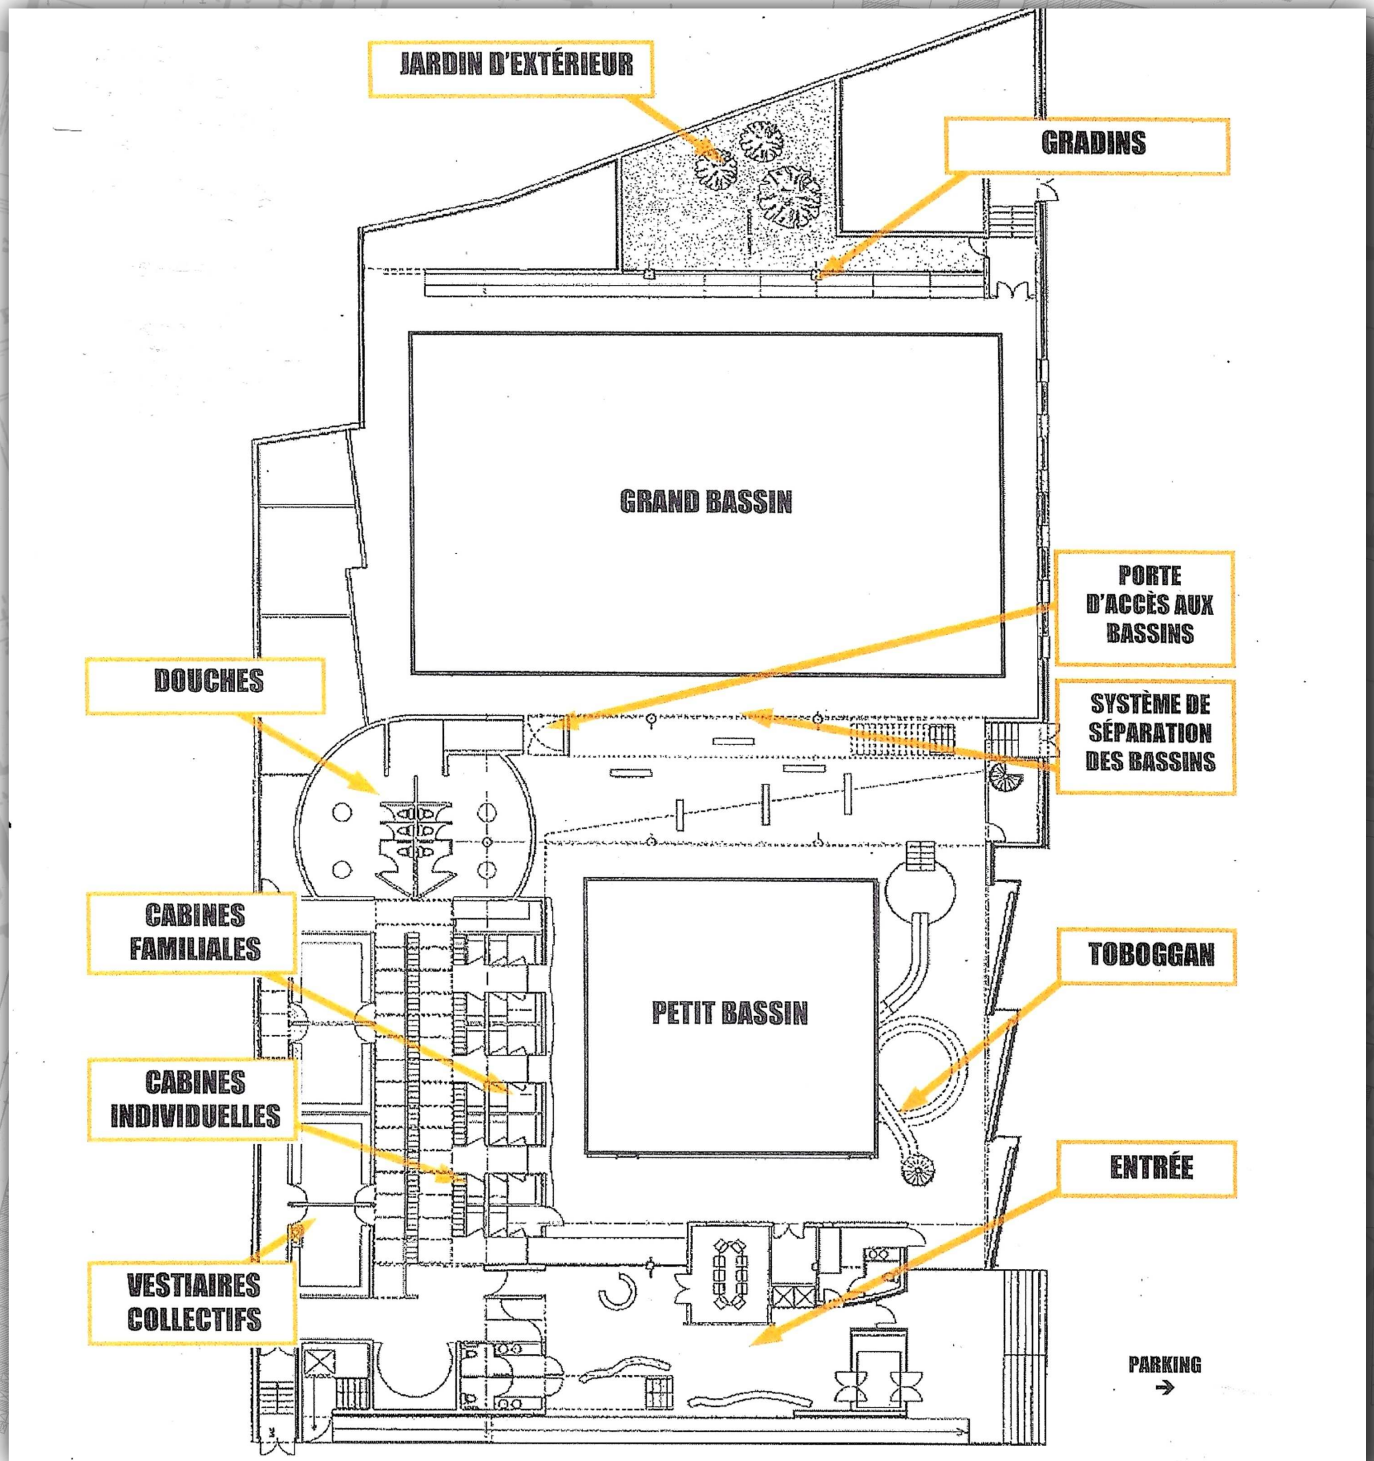 JARDIN D'EXTÉRIEUR
GRADINS
GRAND BASSIN
PORTE
D'ACCÈS AUX
BASSINS
DOUCHES
SYSTÈME DE
SÉPARATION
DES BASSINS
CABINES
FAMILIALES
TOBOGGAN
PETIT BASSIN
CABINES
INDIVIDUELLES
ENTRÉE
VESTIAIRES
COLLECTIFS
PARKING
→